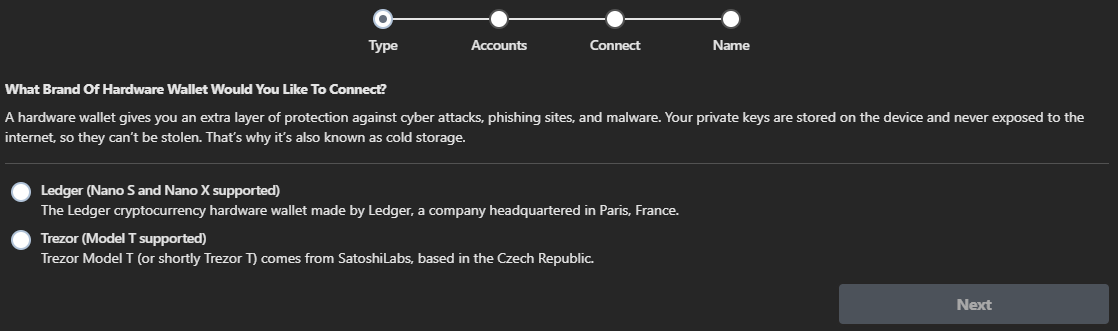 Type
Accounts
Connect
Name
What Brand Of Hardware Wallet Would You Like To Connect?
A hardware wallet gives you an extra layer of protection against cyber attacks, phishing sites, and malware. Your private keys are stored on the device and never exposed to the
internet, so they can't be stolen. That's why it's also known as cold storage.
Ledger (Nano S and Nano X supported)
The Ledger cryptocurrency hardware wallet made by Ledger, a company headquartered in Paris, France.
Trezor (Model T supported)
Trezor Model T (or shortly Trezor T) comes from SatoshiLabs, based in the Czech Republic.
Next